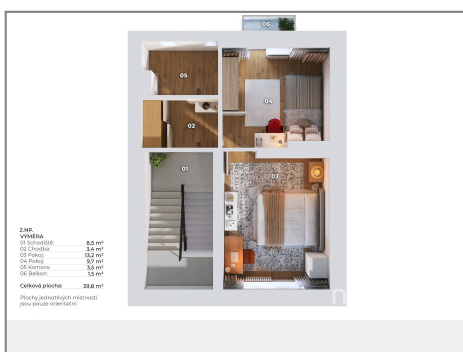 06
05
04
02
01
03
2.NP.
VÝMĚRA
01 Schodiště: 8,5 m²
02 Chodba: 3,4 m²
03 Pokoj: 13,2 m²
04 Pokoj: 9,7 m²
05 Komora: 3,5 m²
06 Balkon: 1,5 m²
Celková plocha: 39,8 m²
Plochy jednotlivých místností
jsou pouze orientační
n